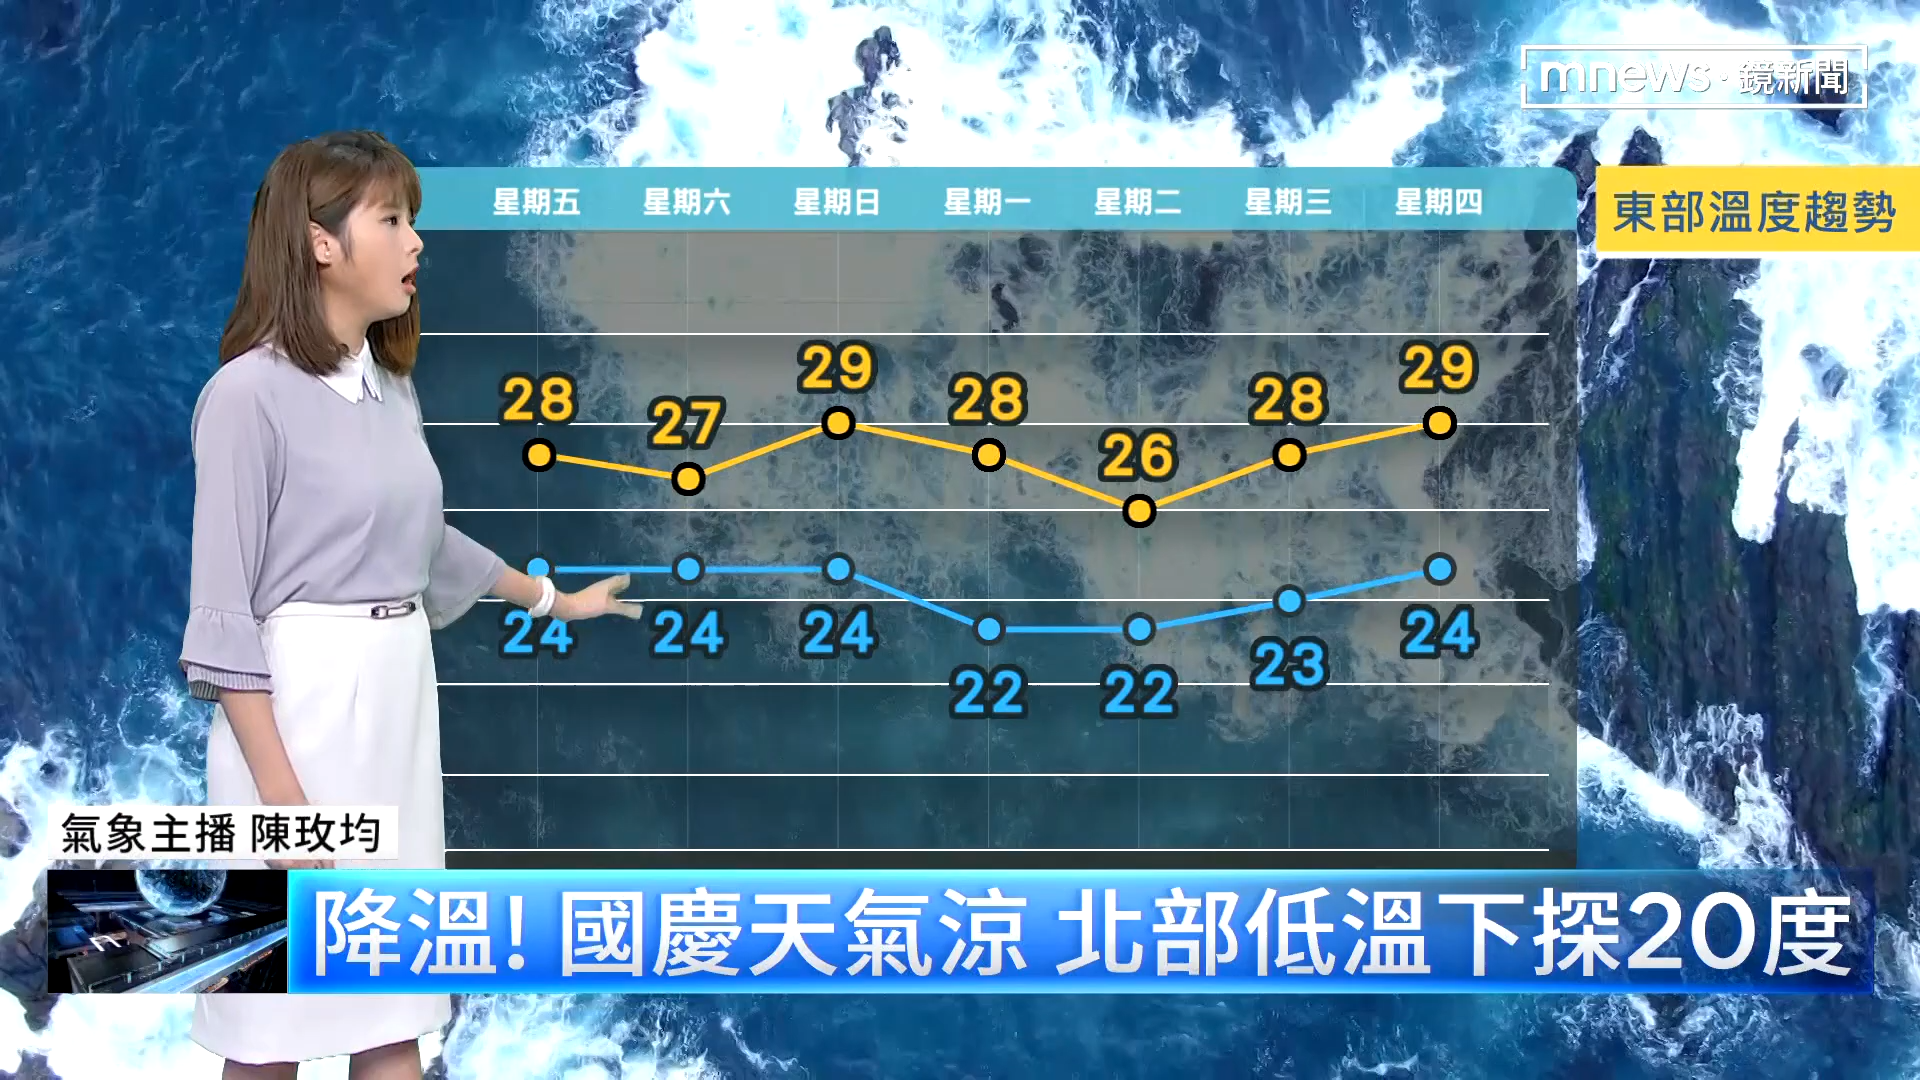 mnews·鏡新聞
東部溫度趨勢
星期五 星期六 星期日 星期一 星期二 星期三 星期四
28 27 29 28 26 28 29
24 24 24 22 22 23 24
氣象主播 陳玫均
降溫! 國慶天氣涼 北部低溫下探20度